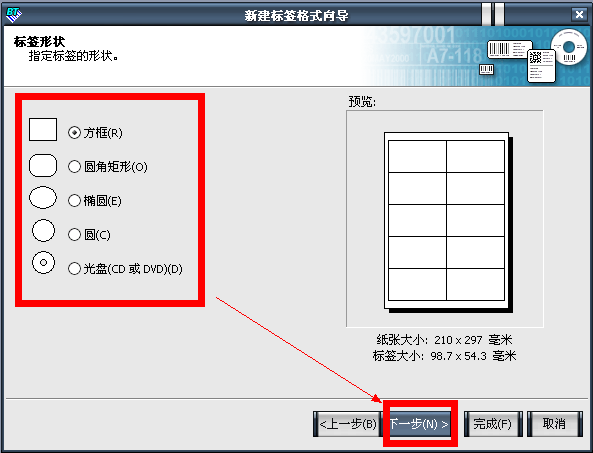 BT
新建标签格式向导
标签形状
指定标签的形状。
3597001
A7-118
方框(R)
圆角矩形(O)
椭圆(E)
圆(C)
光盘(CD 或 DVD)(D)
预览:
纸张大小: 210 x 297 毫米
标签大小: 98.7 x 54.3 毫米
<上一步(B)
下一步(N) >
完成(F)
取消